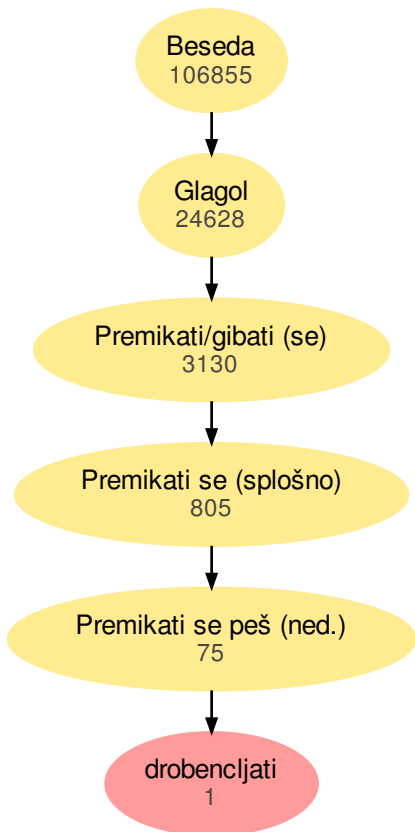 Beseda
106855
Glagol
24628
Premikati/gibati (se)
3130
Premikati se (splošno)
805
Premikati se peš (ned.)
75
drobencljati
1